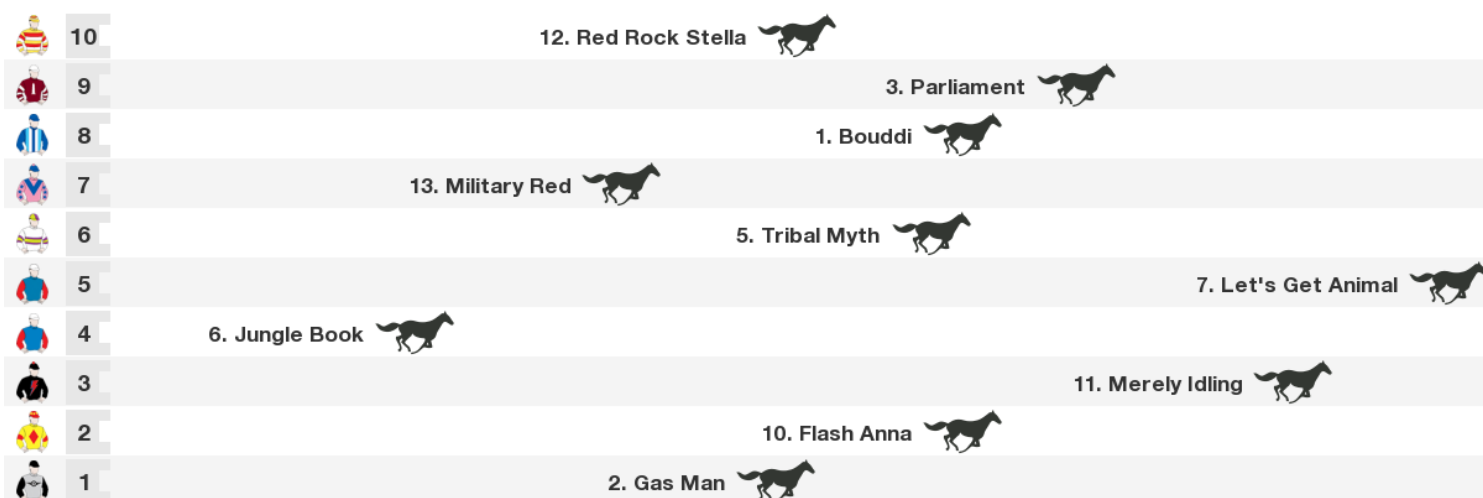 10 12. Red Rock Stella
9 3. Parliament
8 1. Bouddi
7 13. Military Red
6 5. Tribal Myth
5 7. Let's Get Animal
4 6. Jungle Book
3 11. Merely Idling
2 10. Flash Anna
1 2. Gas Man